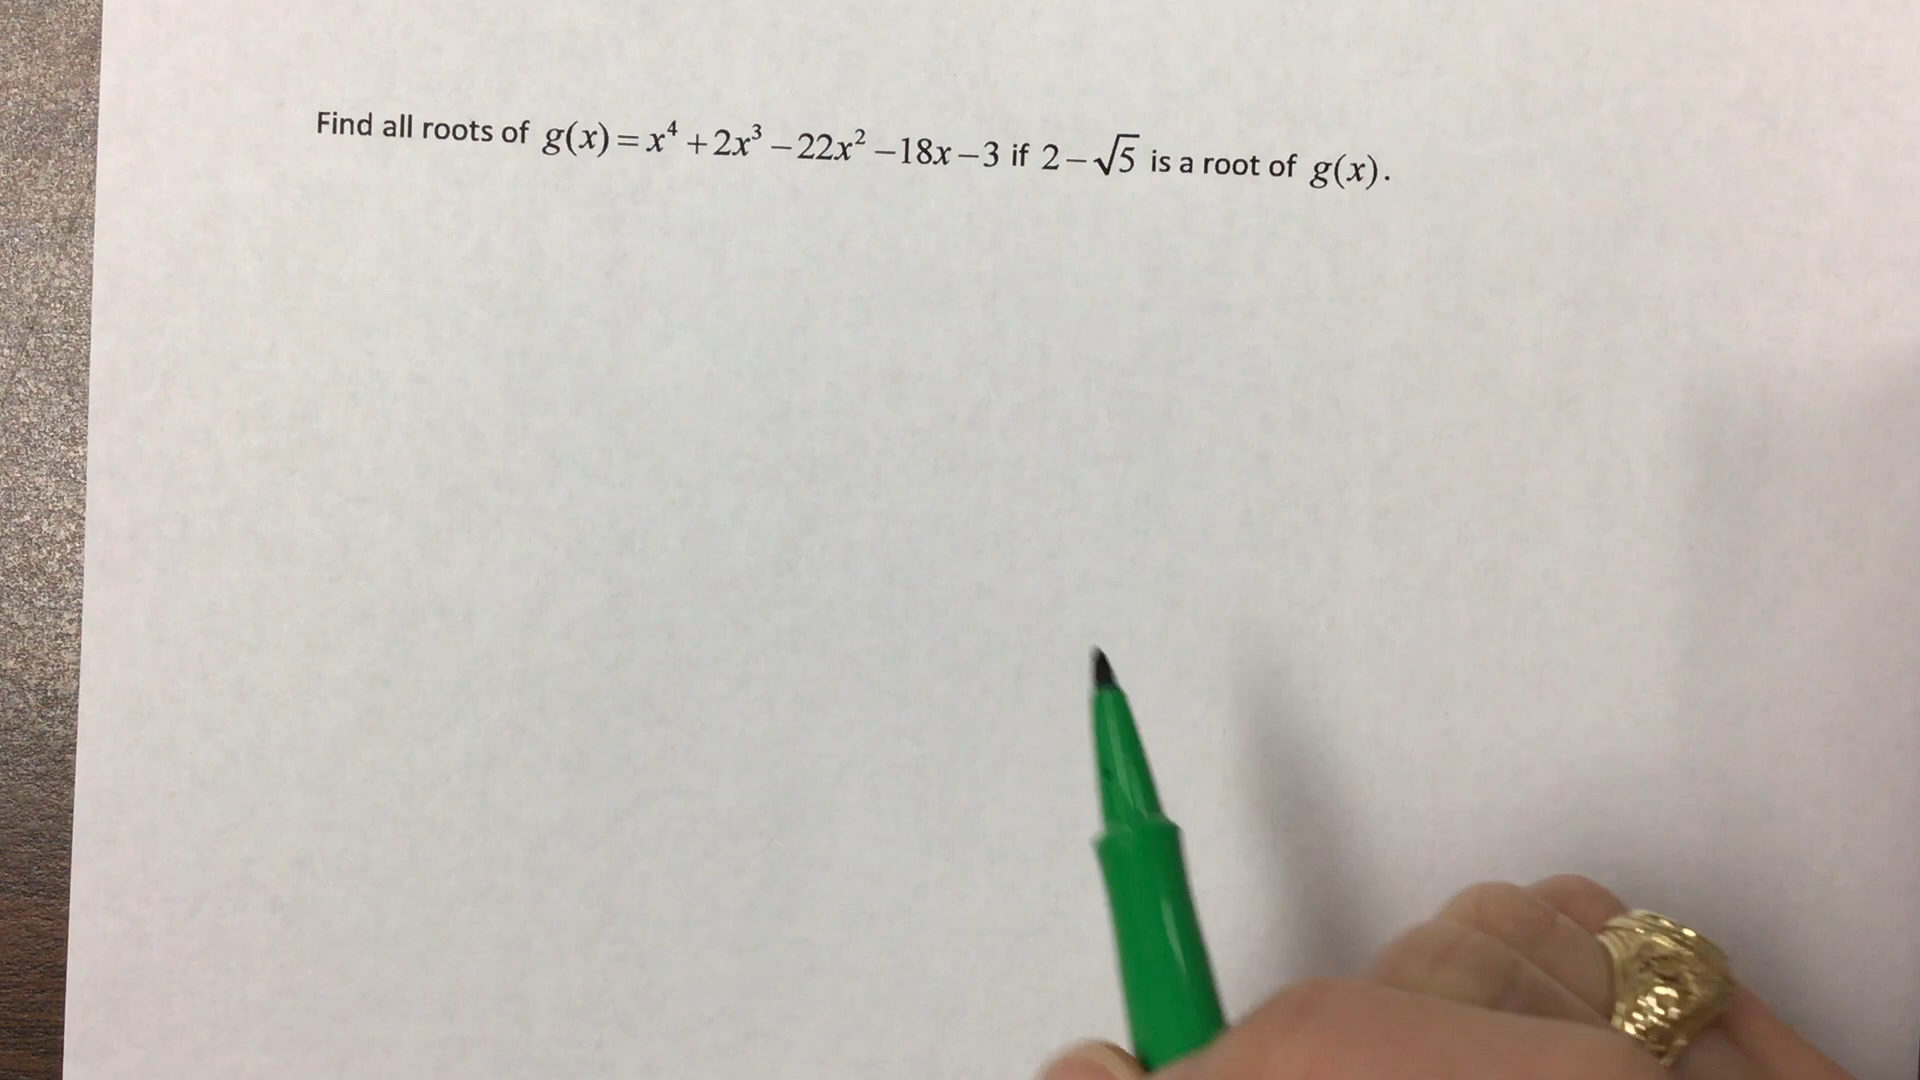 Find all roots of g(x)=x⁴+2x³−22x²−18x−3 if 2−√5 is a root of g(x).